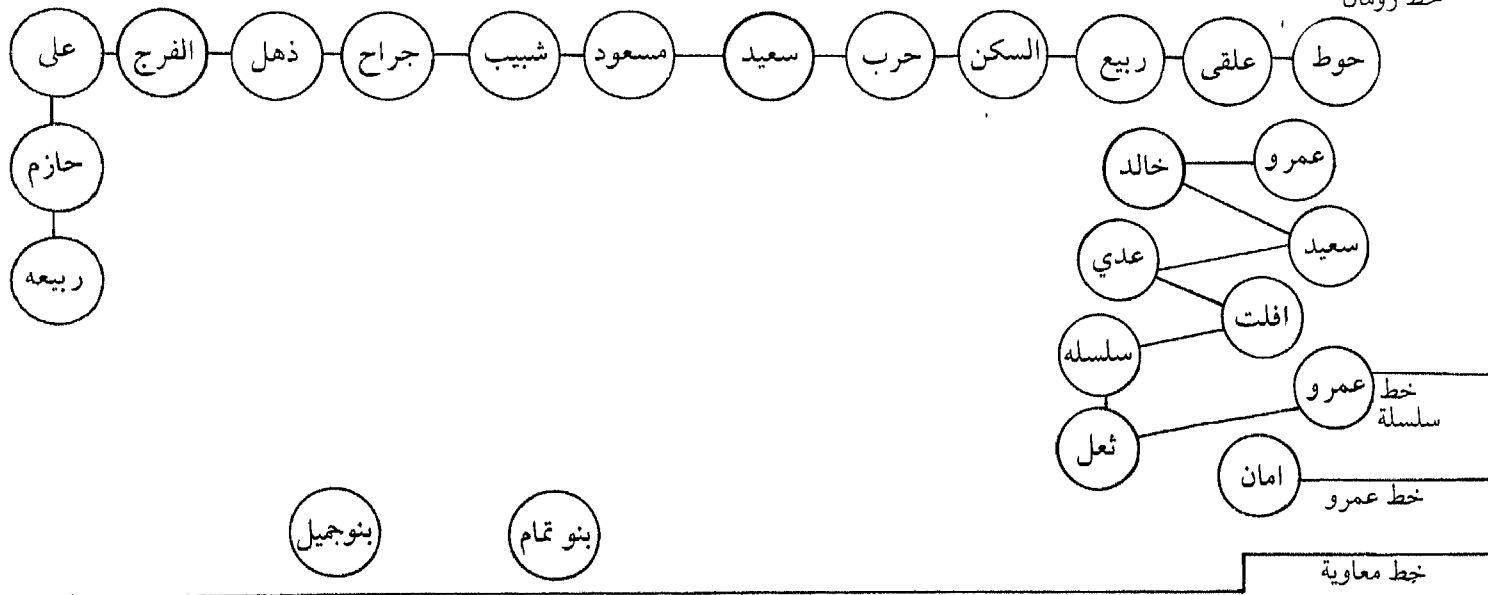 خط رومان
حوط
علقى
ربيع
السكن
حرب
سعيد
مسعود
شبيب
جراح
ذهل
الفرج
على
حازم
ربيعه
عمرو
خالد
سعيد
عدي
افلت
سلسله
ثعل
عمرو
خط
سلسلة
امان
خط عمرو
بنو تمام
بنوجميل
خط معاوية